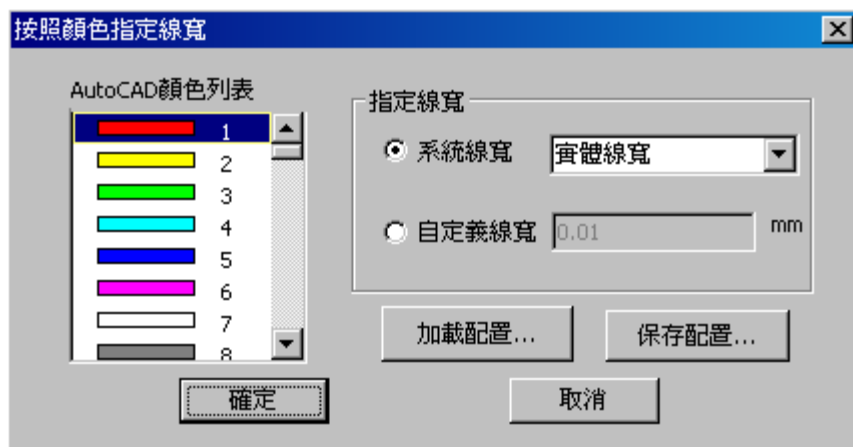 按照顏色指定線寬
AutoCAD顏色列表
1
2
3
4
5
6
7
8
指定線寬
系統線寬
實體線寬
自定義線寬
0.01
mm
加載配置...
保存配置...
確定
取消